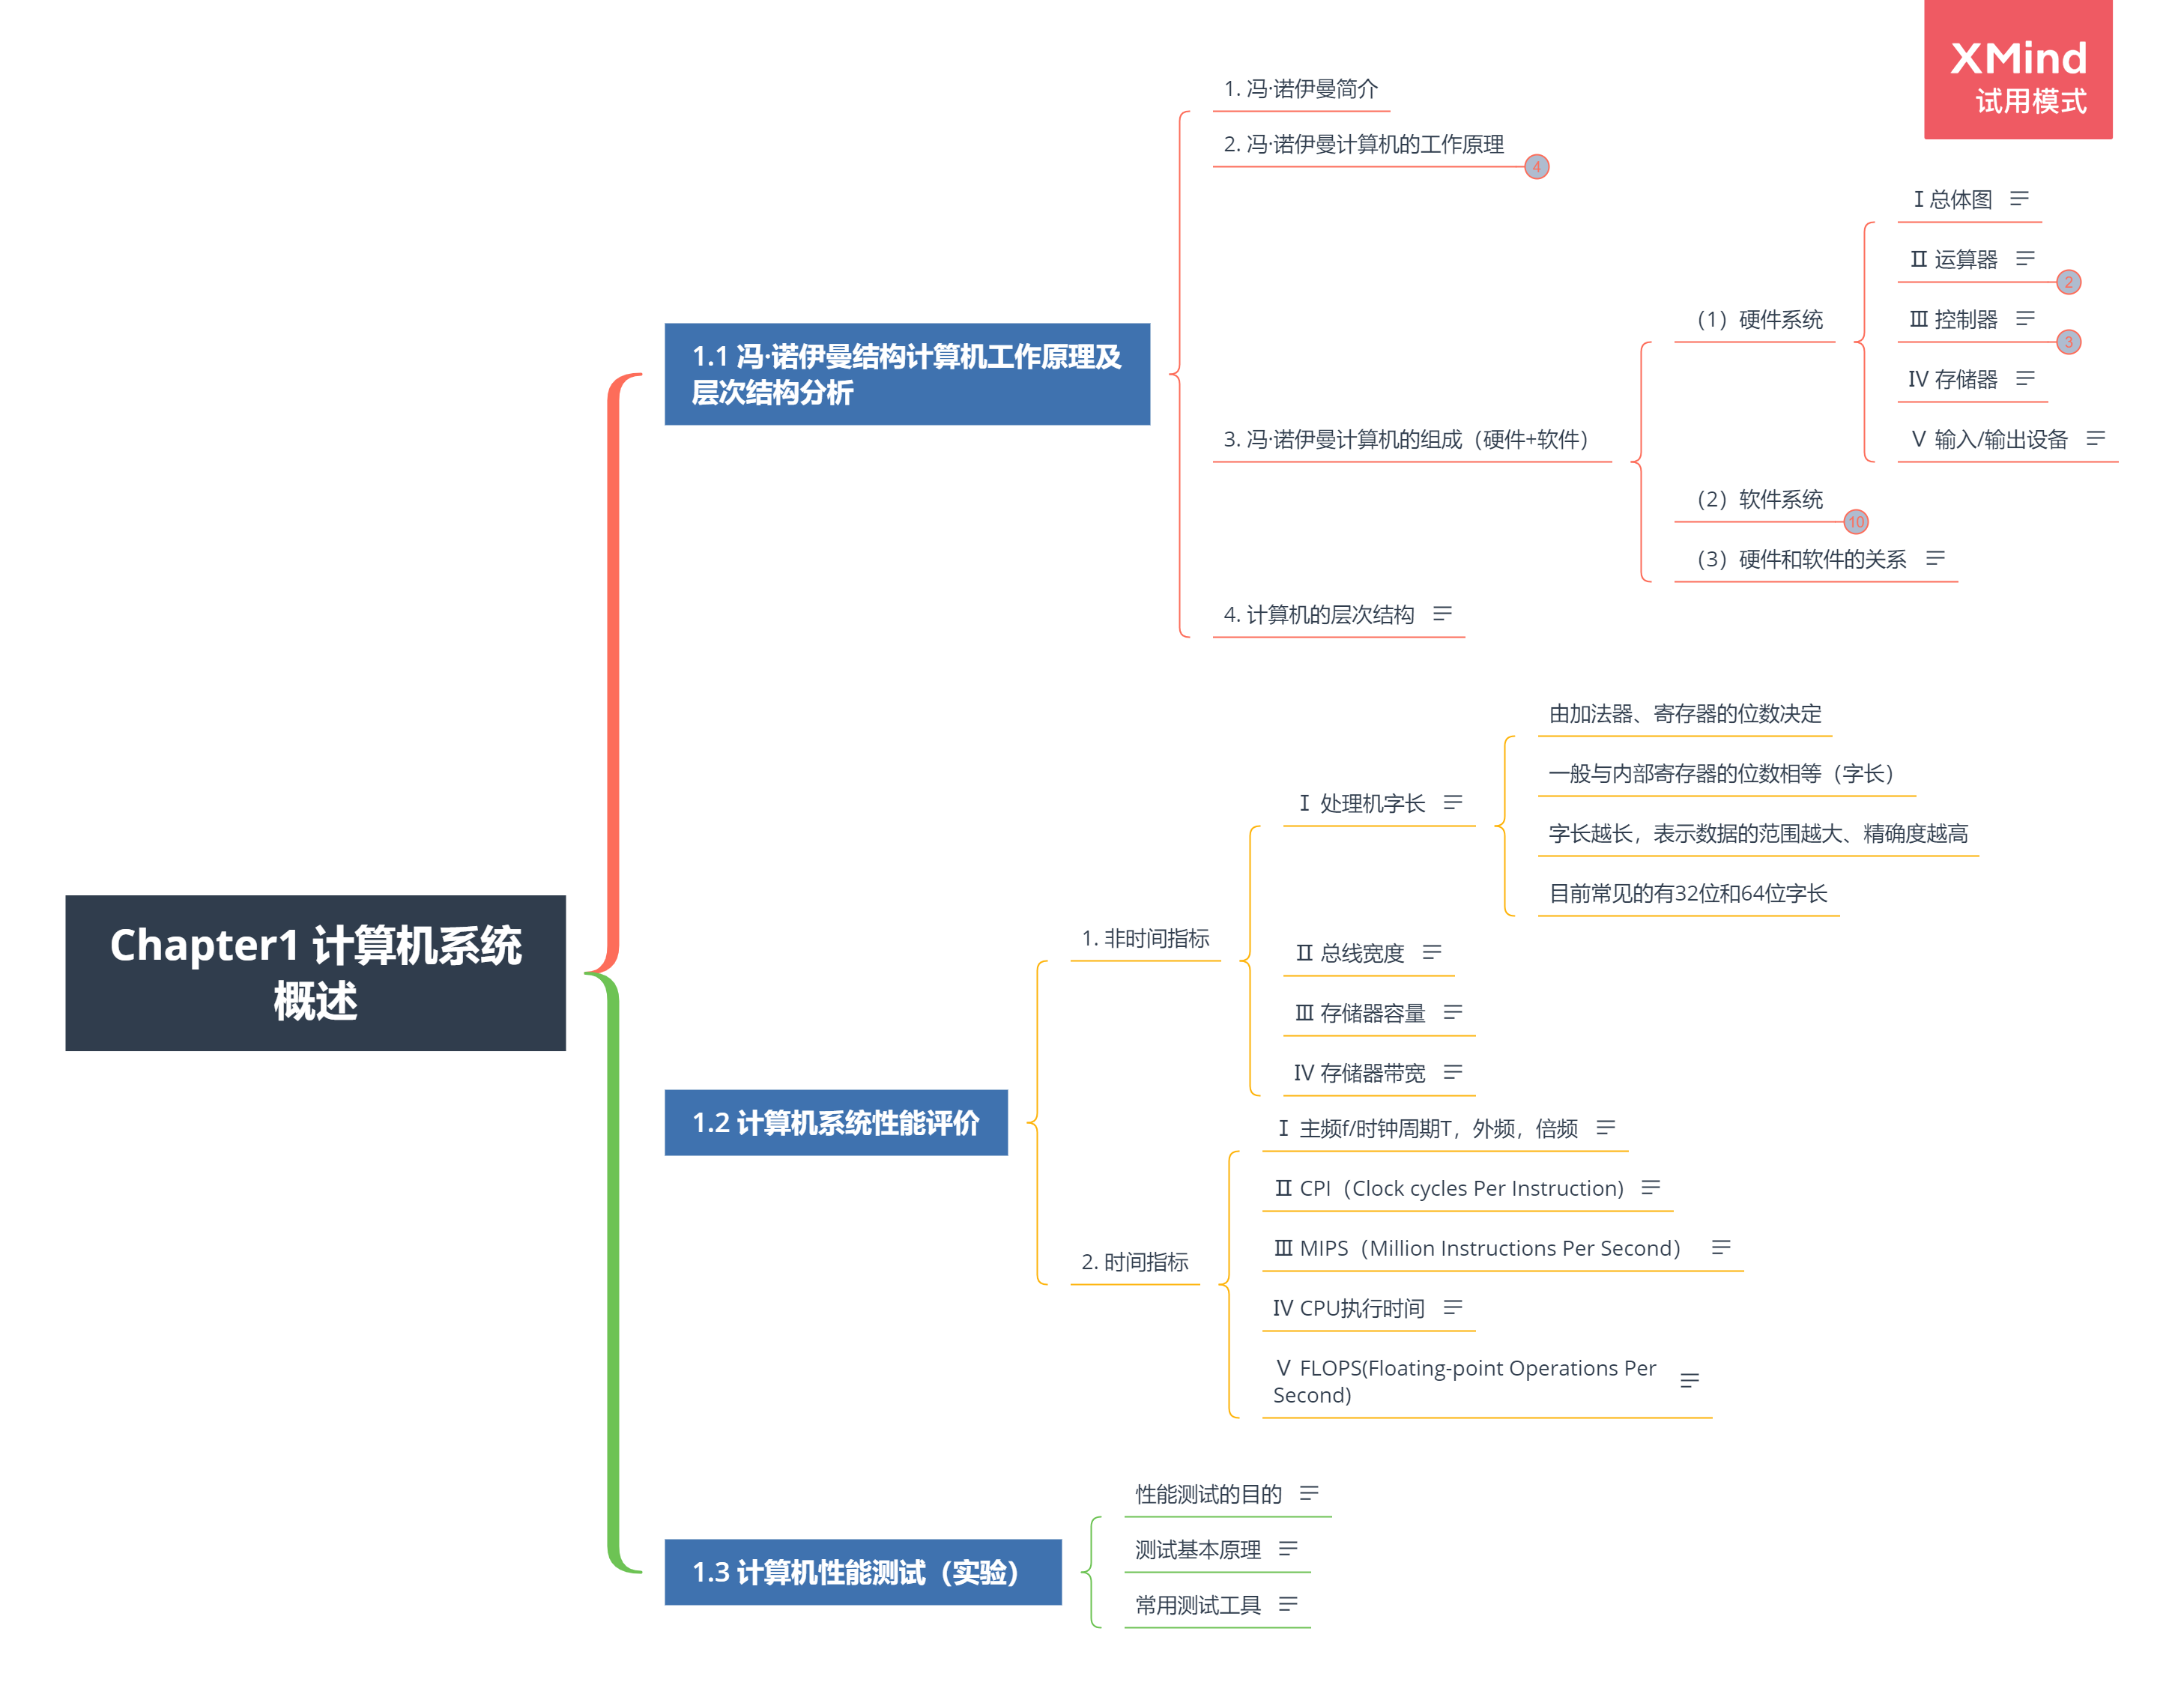 XMind
试用模式
1. 冯·诺伊曼简介
2. 冯·诺伊曼计算机的工作原理
4
Ⅰ 总体图
Ⅱ 运算器
2
(1) 硬件系统
Ⅲ 控制器
3
1.1 冯·诺伊曼结构计算机工作原理及
层次结构分析
Ⅳ 存储器
3. 冯·诺伊曼计算机的组成（硬件+软件）
Ⅴ 输入/输出设备
（2）软件系统
10
（3）硬件和软件的关系
4. 计算机的层次结构
由加法器、寄存器的位数决定
一般与内部寄存器的位数相等（字长）
Ⅰ 处理机字长
字长越长，表示数据的范围越大、精确度越高
目前常见的有32位和64位字长
Chapter1 计算机系统
概述
1. 非时间指标
Ⅱ 总线宽度
Ⅲ 存储器容量
Ⅳ 存储器带宽
1.2 计算机系统性能评价
Ⅰ 主频f/时钟周期T，外频，倍频
Ⅱ CPI（Clock cycles Per Instruction)
2. 时间指标
Ⅲ MIPS（Million Instructions Per Second）
Ⅳ CPU执行时间
Ⅴ FLOPS(Floating-point Operations Per
Second)
性能测试的目的
1.3 计算机性能测试（实验）
测试基本原理
常用测试工具